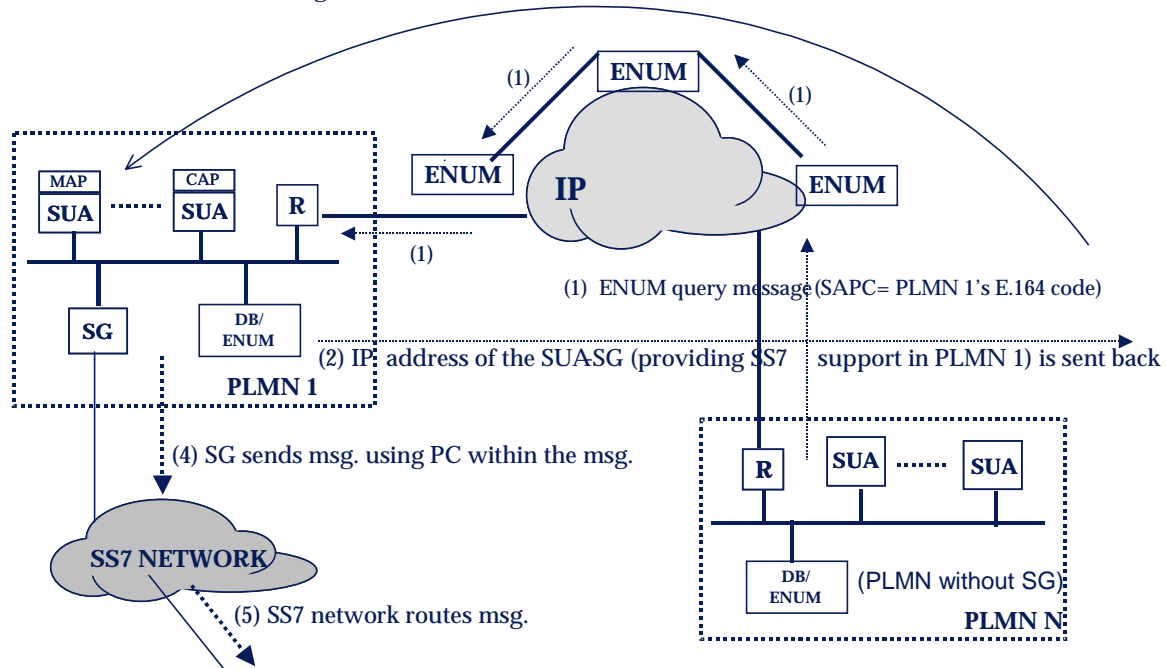 ENUM
(1)
(1)
ENUM
ENUM
IP
MAP
CAP
SUA
SUA
R
(1)
(1) ENUM query message (SAPC= PLMN 1's E.164 code)
SG
DB/
ENUM
(2) IP address of the SUA-SG (providing SS7 support in PLMN 1) is sent back
PLMN 1
(4) SG sends msg. using PC within the msg.
R
SUA
SUA
SS7 NETWORK
DB/
ENUM
(PLMN without SG)
(5) SS7 network routes msg.
PLMN N